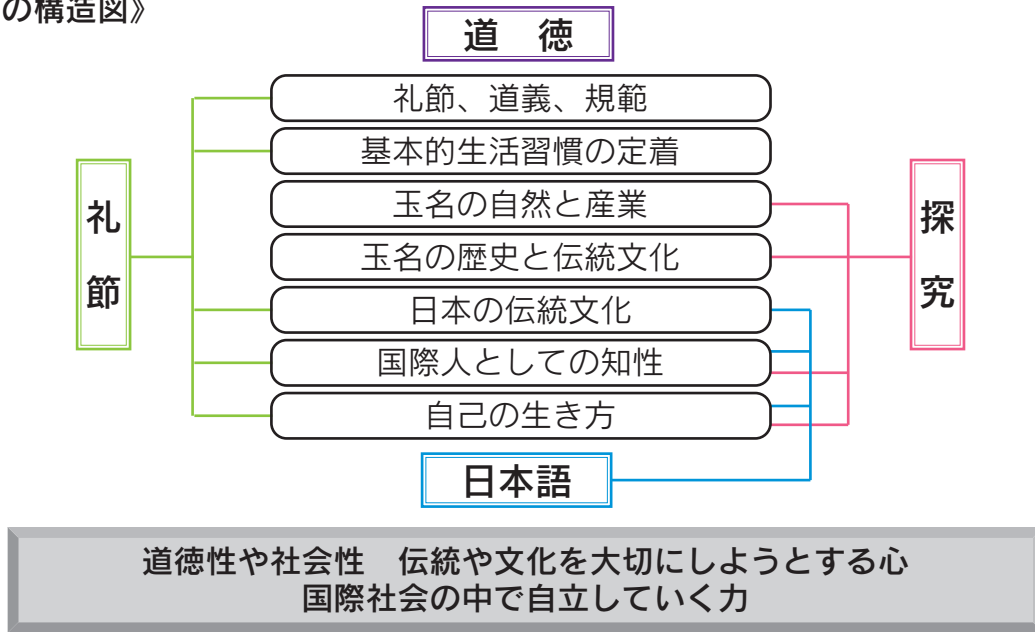 の構造図》
道　徳
礼節、道義、規範
基本的生活習慣の定着
玉名の自然と産業
玉名の歴史と伝統文化
日本の伝統文化
国際人としての知性
自己の生き方
礼節
探究
日本語
道徳性や社会性　伝統や文化を大切にしようとする心
国際社会の中で自立していく力